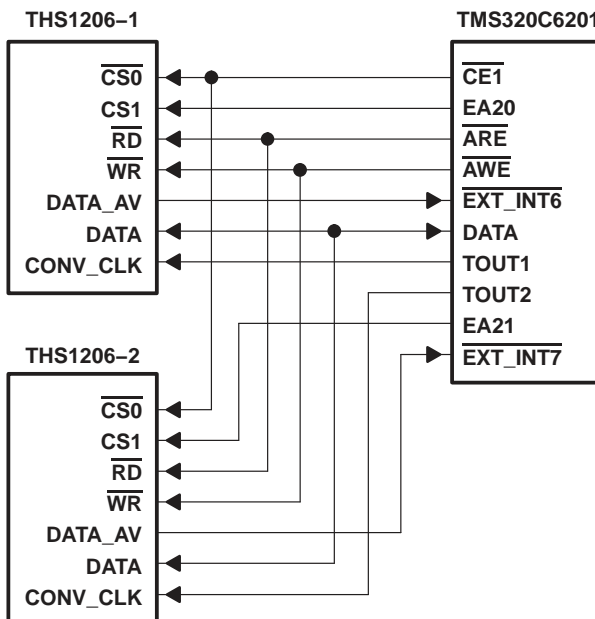 THS1206–1
TMS320C6201
CS0
CS1
RD
WR
DATA_AV
DATA
CONV_CLK
CE1
EA20
ARE
AWE
EXT_INT6
DATA
TOUT1
TOUT2
EA21
EXT_INT7
THS1206–2
CS0
CS1
RD
WR
DATA_AV
DATA
CONV_CLK